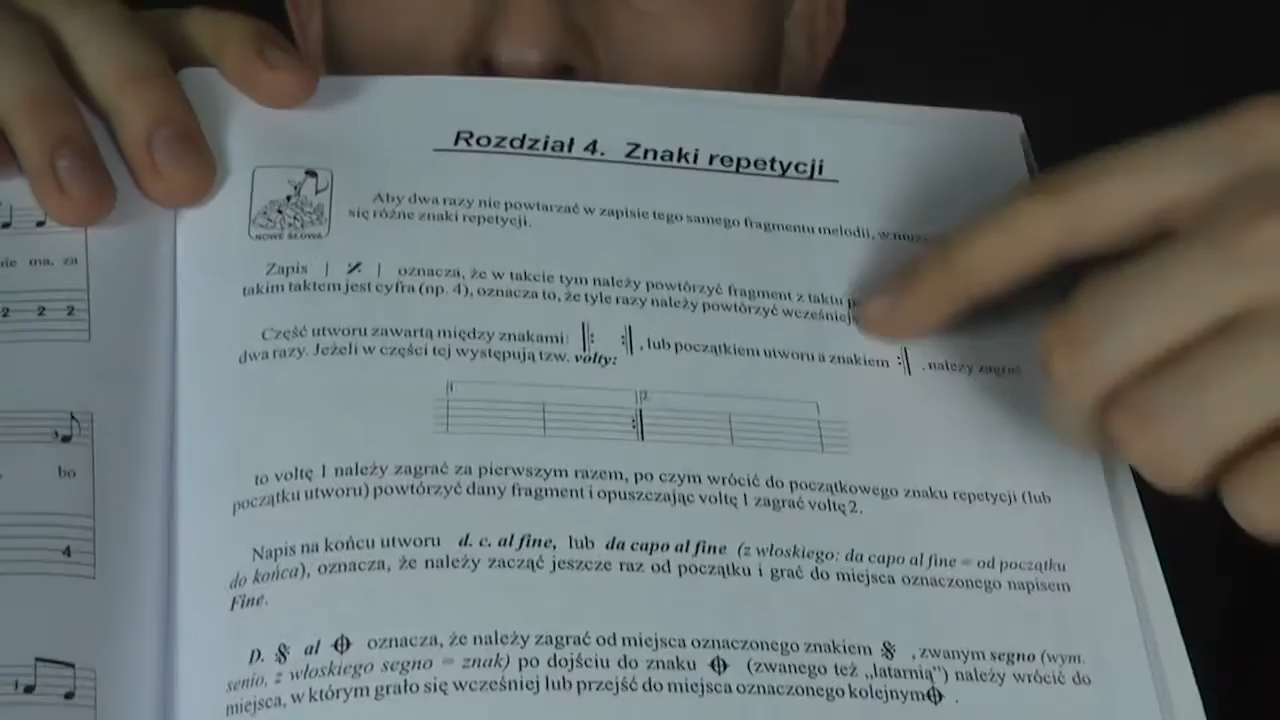 Rozdział 4. Znaki repetycji
NOWE SŁOWA
Aby dwa razy nie powtarzać w zapisie tego samego fragmentu melodii,
się różne znaki repetycji.
Zapis | 𝄎 | oznacza, że w takcie tym należy powtórzyć fragment z taktu
takim taktem jest cyfra (np. 4), oznacza to, że tyle razy należy powtórzyć
Część utworu zawartą między znakami: 𝄆 𝄇 , lub początkiem utworu a znakiem 𝄇 , należy zagrać
dwa razy. Jeżeli w części tej występują tzw. volty:
1. 2.
to voltę 1 należy zagrać za pierwszym razem, po czym wrócić do początkowego znaku repetycji (lub
początku utworu) powtórzyć dany fragment i opuszczając voltę 1 zagrać voltę 2.
Napis na końcu utworu d. c. al fine, lub da capo al fine (z włoskiego: da capo al fine = od początku
do końca), oznacza, że należy zacząć jeszcze raz od początku i grać do miejsca oznaczonego napisem
Fine.
D. 𝄋 al 𝄌 oznacza, że należy zagrać od miejsca oznaczonego znakiem 𝄋 , zwanym segno (wym.
senio, z włoskiego segno = znak) po dojściu do znaku 𝄌 (zwanego też „latarnią") należy wrócić do
miejsca, w którym grało się wcześniej lub przejść do miejsca oznaczonego kolejnym 𝄌 .
ma, za
2 2 2
bo
4